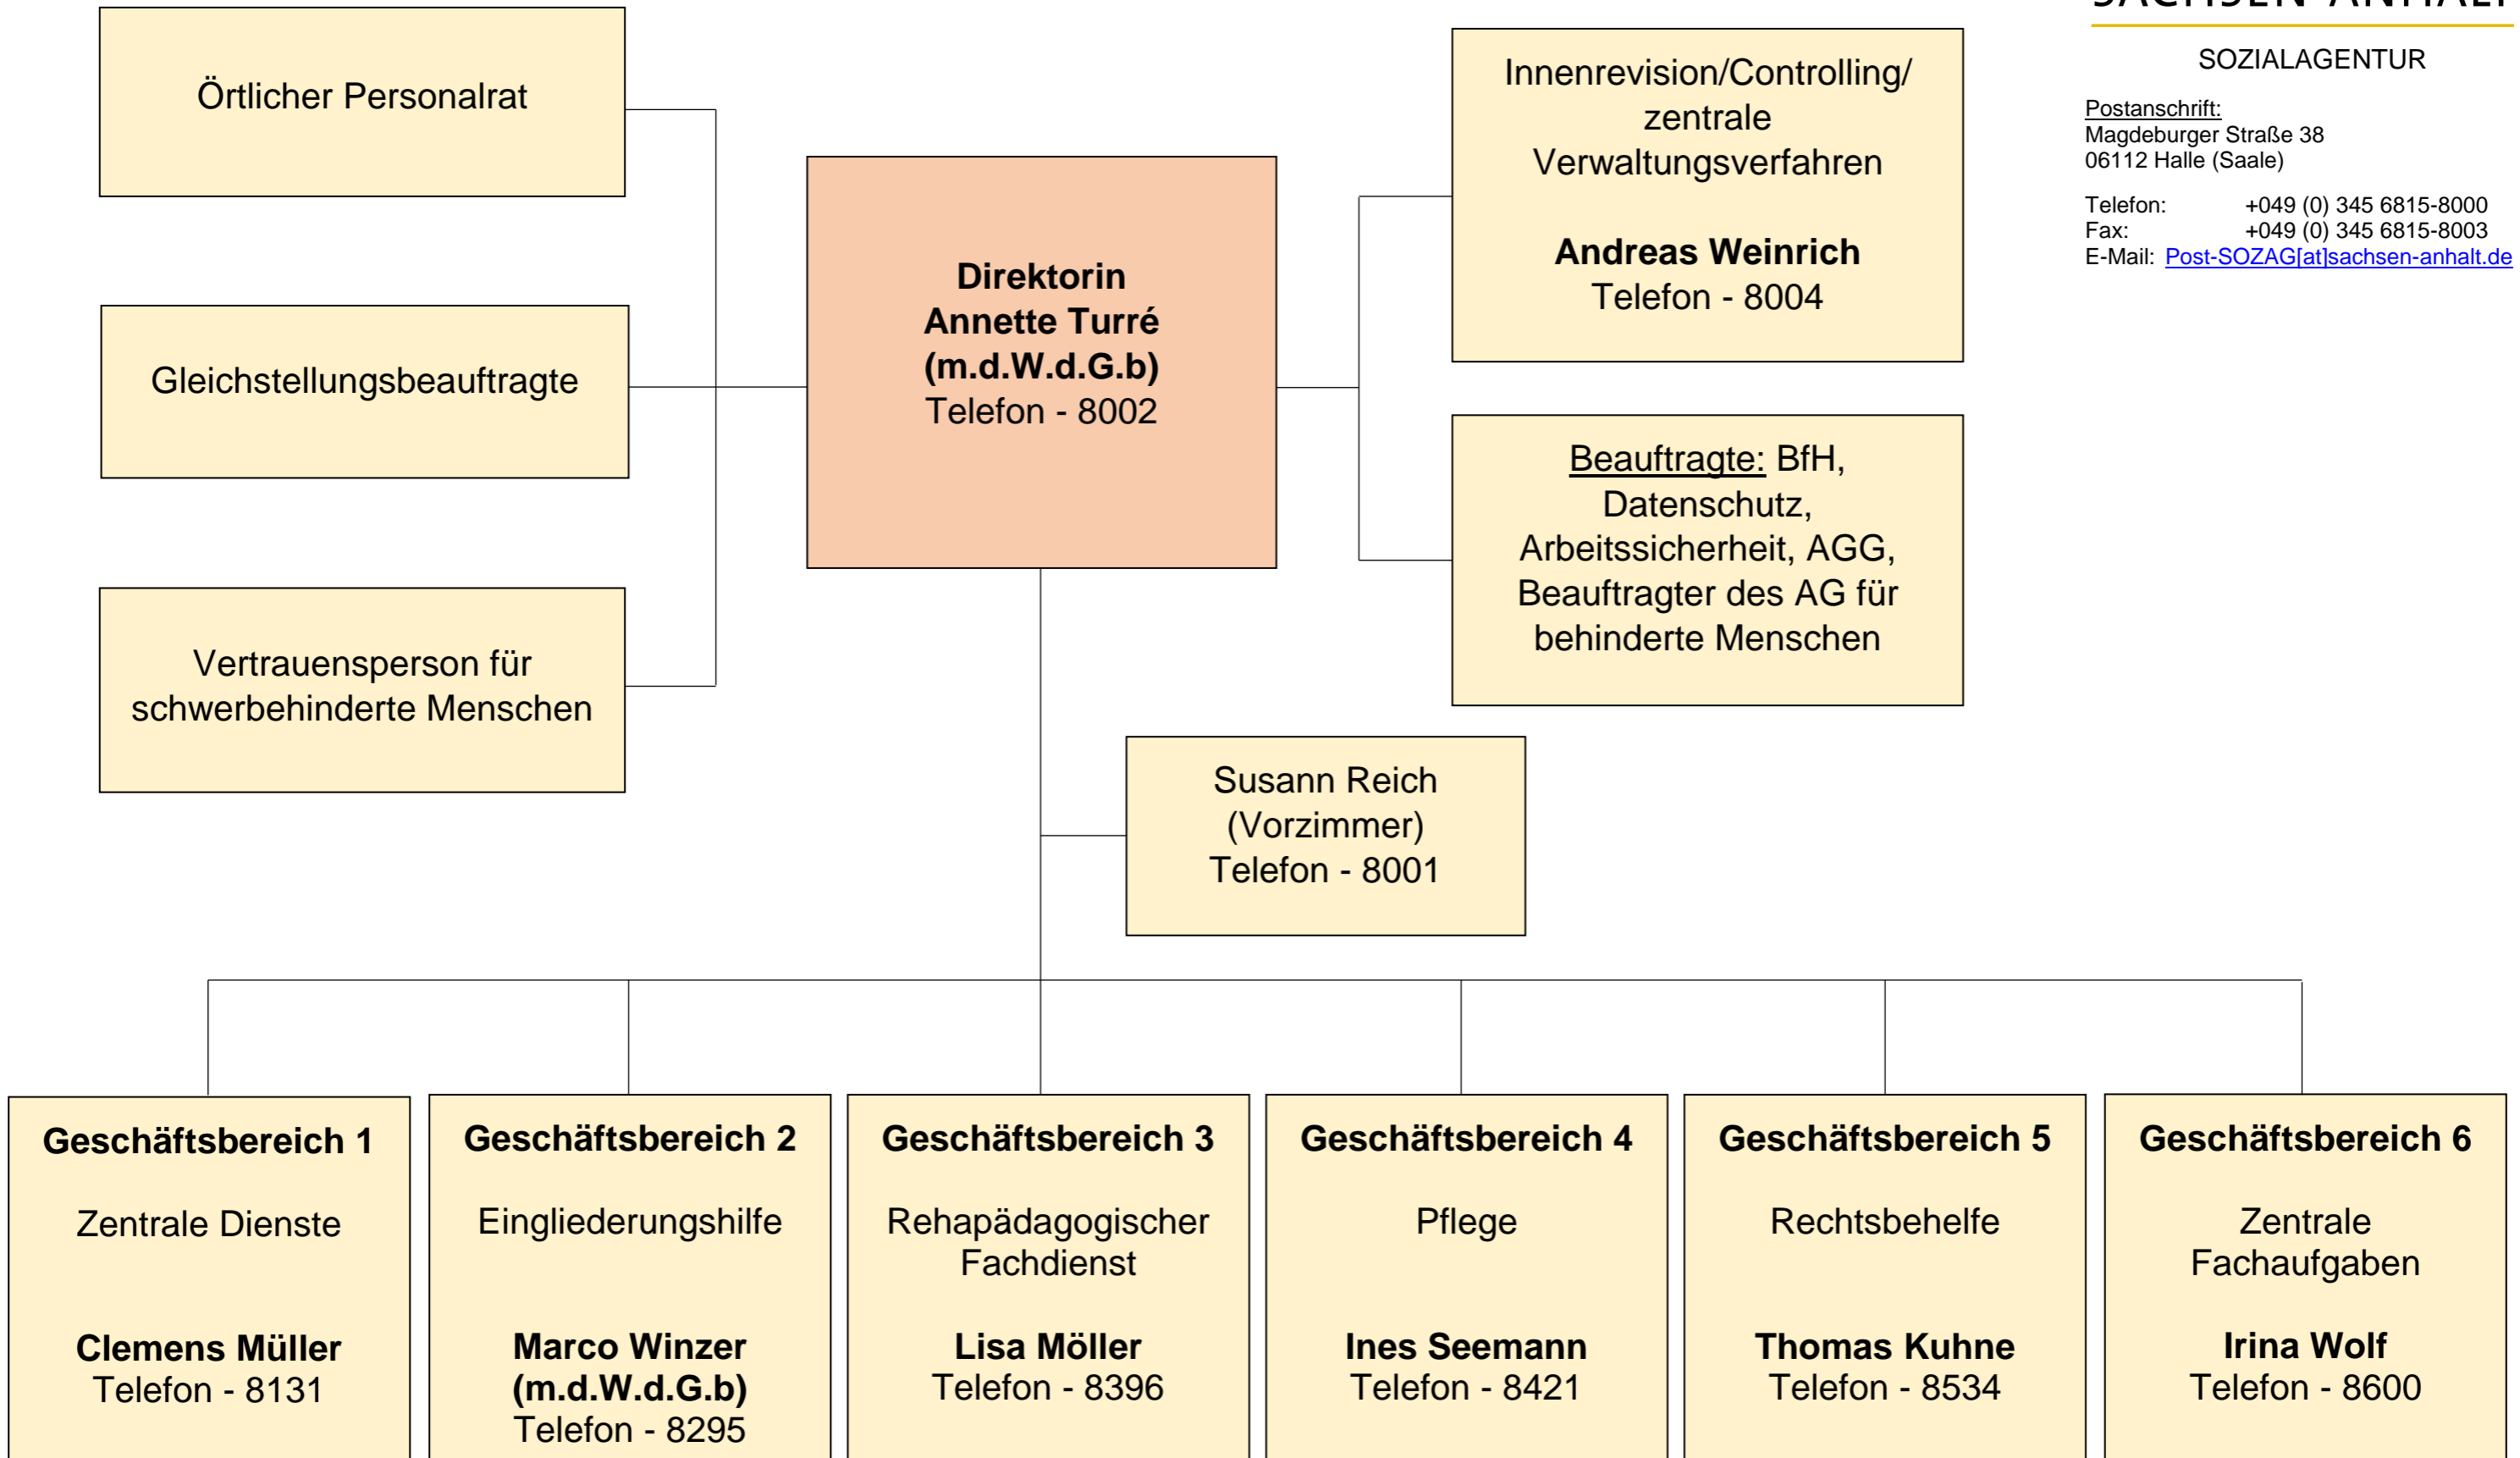 SACHSEN-ANHALT
SOZIALAGENTUR
Postanschrift:
Magdeburger Straße 38
06112 Halle (Saale)
Telefon: +049 (0) 345 6815-8000
Fax: +049 (0) 345 6815-8003
E-Mail: Post-SOZAG[at]sachsen-anhalt.de
Örtlicher Personalrat
Gleichstellungsbeauftragte
Vertrauensperson für
schwerbehinderte Menschen
Direktorin
Annette Turré
(m.d.W.d.G.b)
Telefon - 8002
Innenrevision/Controlling/
zentrale
Verwaltungsverfahren
Andreas Weinrich
Telefon - 8004
Beauftragte: BfH,
Datenschutz,
Arbeitssicherheit, AGG,
Beauftragter des AG für
behinderte Menschen
Susann Reich
(Vorzimmer)
Telefon - 8001
Geschäftsbereich 1
Zentrale Dienste
Clemens Müller
Telefon - 8131
Geschäftsbereich 2
Eingliederungshilfe
Marco Winzer
(m.d.W.d.G.b)
Telefon - 8295
Geschäftsbereich 3
Rehapädagogischer
Fachdienst
Lisa Möller
Telefon - 8396
Geschäftsbereich 4
Pflege
Ines Seemann
Telefon - 8421
Geschäftsbereich 5
Rechtsbehelfe
Thomas Kuhne
Telefon - 8534
Geschäftsbereich 6
Zentrale
Fachaufgaben
Irina Wolf
Telefon - 8600